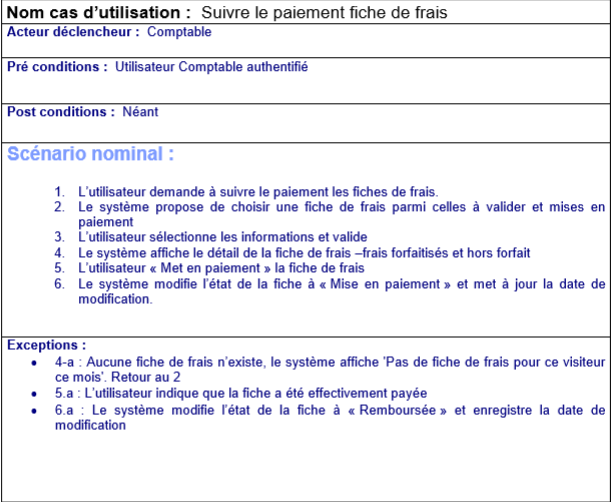 Nom cas d'utilisation : Suivre le paiement fiche de frais
Acteur déclencheur : Comptable
Pré conditions : Utilisateur Comptable authentifié
Post conditions : Néant
Scénario nominal :
1. L'utilisateur demande à suivre le paiement les fiches de frais.
2. Le système propose de choisir une fiche de frais parmi celles à valider et mises en
paiement
3. L'utilisateur sélectionne les informations et valide
4. Le système affiche le détail de la fiche de frais –frais forfaitisés et hors forfait
5. L'utilisateur « Met en paiement » la fiche de frais
6. Le système modifie l'état de la fiche à « Mise en paiement » et met à jour la date de
modification.
Exceptions :
• 4-a : Aucune fiche de frais n'existe, le système affiche 'Pas de fiche de frais pour ce visiteur
ce mois'. Retour au 2
• 5.a : L'utilisateur indique que la fiche a été effectivement payée
• 6.a : Le système modifie l'état de la fiche à « Remboursée » et enregistre la date de
modification